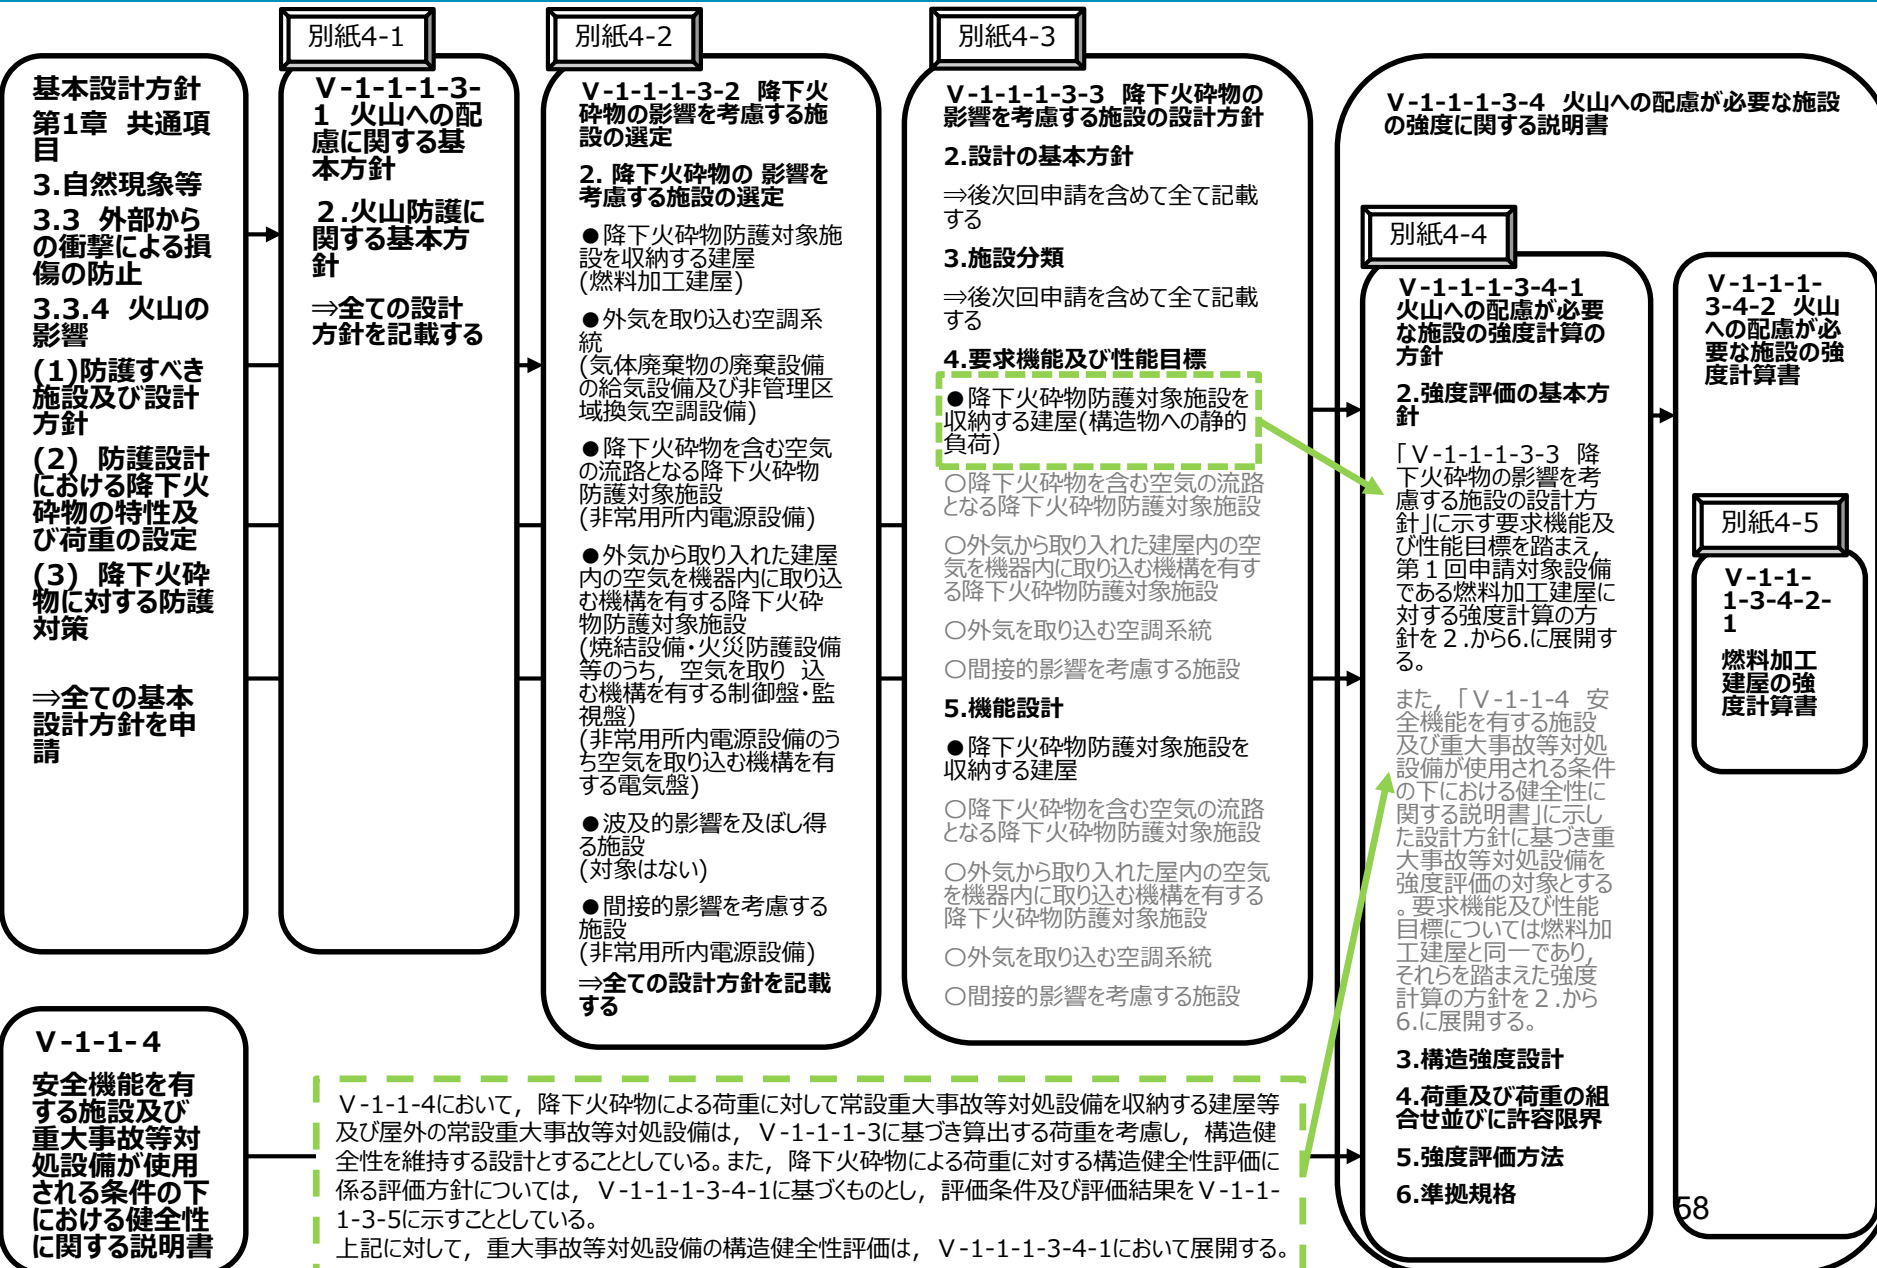 基本設計方針
第1章 共通項
目
3.自然現象等
3.3 外部から
の衝撃による損
傷の防止
3.3.4 火山の
影響
(1)防護すべき
施設及び設計
方針
(2) 防護設計
における降下火
砕物の特性及
び荷重の設定
(3) 降下火砕
物に対する防護
対策
⇒全ての基本
設計方針を申
請
Ⅴ-1-1-4
安全機能を有
する施設及び
重大事故等対
処設備が使用
される条件の下
における健全性
に関する説明書
別紙4-1
Ⅴ-1-1-1-3-
1 火山への配
慮に関する基
本方針
２.火山防護に
関する基本方
針
⇒全ての設計
方針を記載する
別紙4-2
Ⅴ-1-1-1-3-2 降下火
砕物の影響を考慮する施
設の選定
2. 降下火砕物の 影響を
考慮する施設の選定
●降下火砕物防護対象施
設を収納する建屋
(燃料加工建屋)
●外気を取り込む空調系
統
(気体廃棄物の廃棄設備
の給気設備及び非管理区
域換気空調設備)
●降下火砕物を含む空気
の流路となる降下火砕物
防護対象施設
(非常用所内電源設備)
●外気から取り入れた建屋
内の空気を機器内に取り込
む機構を有する降下火砕
物防護対象施設
(焼結設備・火災防護設備
等のうち，空気を取り 込
む機構を有する制御盤・監
視盤)
(非常用所内電源設備のう
ち空気を取り込む機構を有
する電気盤)
●波及的影響を及ぼし得
る施設
(対象はない)
●間接的影響を考慮する
施設
(非常用所内電源設備)
⇒全ての設計方針を記載
する
別紙4-3
Ⅴ-1-1-1-3-3 降下火砕物の
影響を考慮する施設の設計方針
2.設計の基本方針
⇒後次回申請を含めて全て記載
する
3.施設分類
⇒後次回申請を含めて全て記載
する
4.要求機能及び性能目標
●降下火砕物防護対象施設を
収納する建屋(構造物への静的
負荷)
○降下火砕物を含む空気の流路
となる降下火砕物防護対象施設
○外気から取り入れた建屋内の空
気を機器内に取り込む機構を有す
る降下火砕物防護対象施設
○外気を取り込む空調系統
○間接的影響を考慮する施設
5.機能設計
●降下火砕物防護対象施設を
収納する建屋
○降下火砕物を含む空気の流路
となる降下火砕物防護対象施設
○外気から取り入れた屋内の空気
を機器内に取り込む機構を有する
降下火砕物防護対象施設
○外気を取り込む空調系統
○間接的影響を考慮する施設
Ⅴ-1-1-1-3-4 火山への配慮が必要な施設
の強度に関する説明書
別紙4-4
Ⅴ-1-1-1-3-4-1
火山への配慮が必要
な施設の強度計算の
方針
2.強度評価の基本方
針
「Ⅴ-1-1-1-3-3 降
下火砕物の影響を考
慮する施設の設計方
針」に示す要求機能及
び性能目標を踏まえ，
第１回申請対象設備
である燃料加工建屋に
対する強度計算の方
針を２.から6.に展開す
る。
また，「Ⅴ-1-1-4 安
全機能を有する施設
及び重大事故等対処
設備が使用される条件
の下における健全性に
関する説明書」に示し
た設計方針に基づき重
大事故等対処設備を
強度評価の対象とする
。要求機能及び性能
目標については燃料加
工建屋と同一であり，
それらを踏まえた強度
計算の方針を２.から
6.に展開する。
3.構造強度設計
4.荷重及び荷重の組
合せ並びに許容限界
5.強度評価方法
6.準拠規格
Ⅴ-1-1-1-
3-4-2 火山
への配慮が必
要な施設の強
度計算書
別紙4-5
Ⅴ-1-1-
1-3-4-2-
1
燃料加工
建屋の強
度計算書
Ⅴ-1-1-4において，降下火砕物による荷重に対して常設重大事故等対処設備を収納する建屋等
及び屋外の常設重大事故等対処設備は，Ⅴ-1-1-1-3に基づき算出する荷重を考慮し，構造健
全性を維持する設計とすることとしている。また，降下火砕物による荷重に対する構造健全性評価に
係る評価方針については，Ⅴ-1-1-1-3-4-1に基づくものとし，評価条件及び評価結果をⅤ-1-1-
1-3-5に示すこととしている。
上記に対して，重大事故等対処設備の構造健全性評価は，Ⅴ-1-1-1-3-4-1において展開する。
58